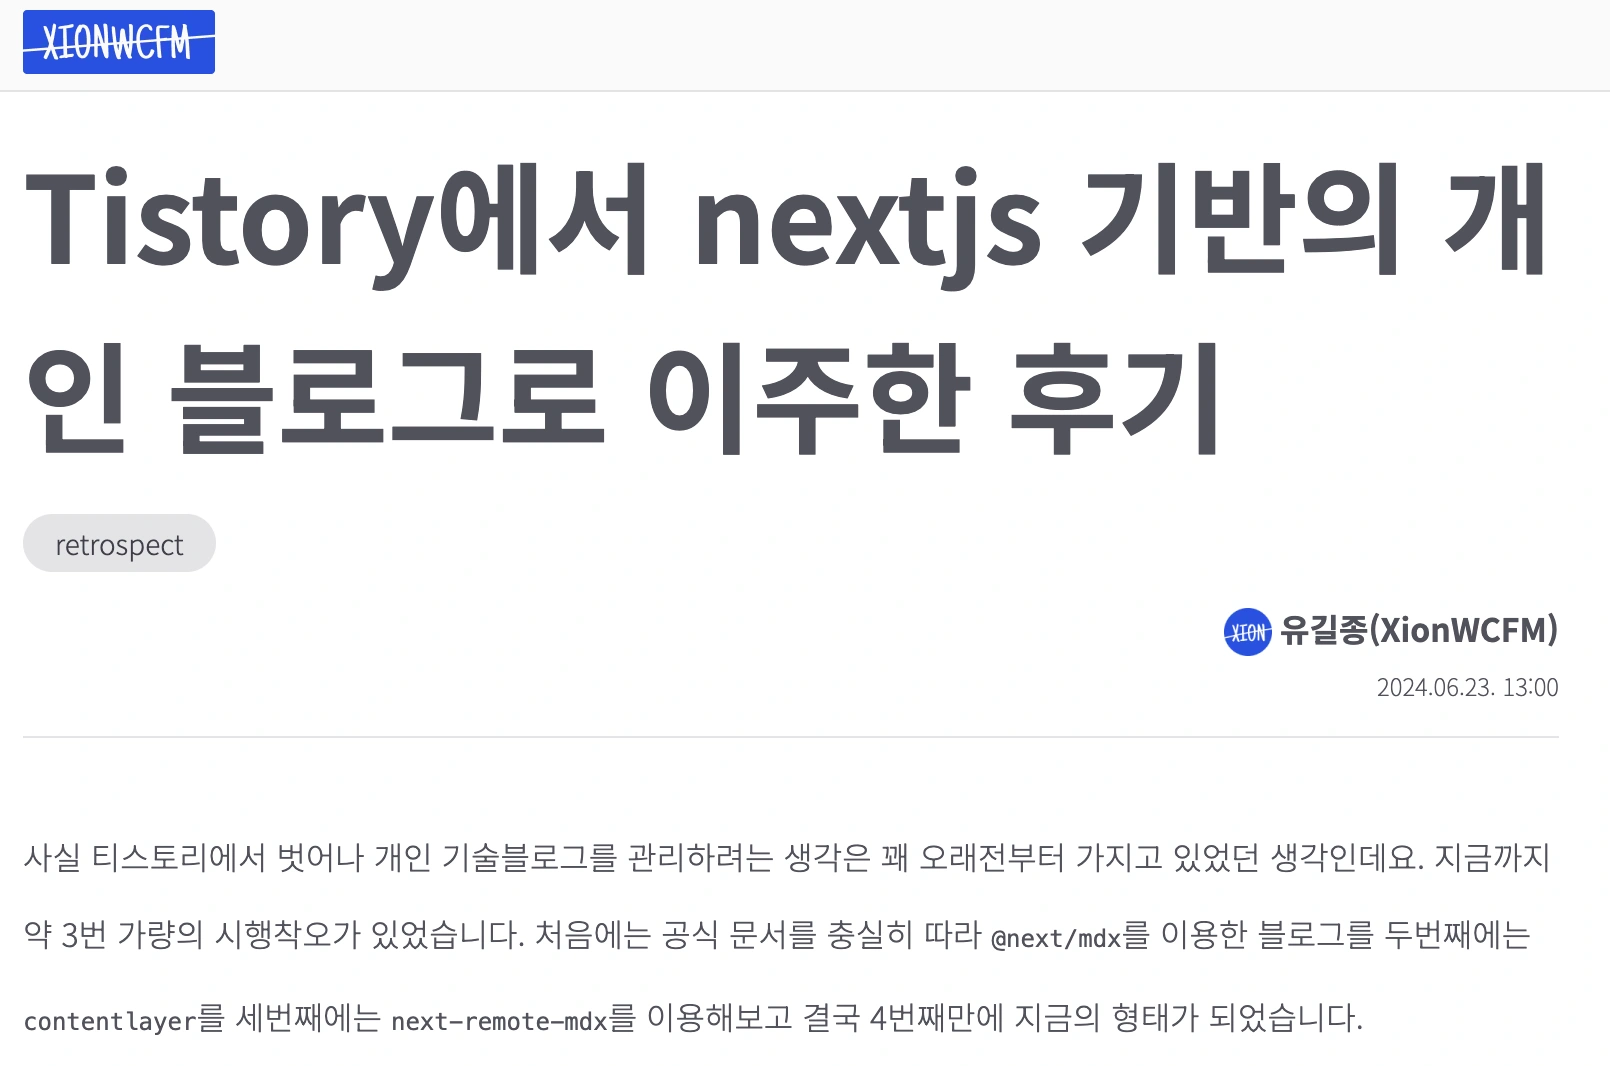 XIONWCFM
Tistory에서 nextjs 기반의 개
인 블로그로 이주한 후기
retrospect
XION 유길종(XionWCFM)
2024.06.23. 13:00
사실 티스토리에서 벗어나 개인 기술블로그를 관리하려는 생각은 꽤 오래전부터 가지고 있었던 생각인데요. 지금까지
약 3번 가량의 시행착오가 있었습니다. 처음에는 공식 문서를 충실히 따라 @next/mdx를 이용한 블로그를 두번째에는
contentlayer를 세번째에는 next-remote-mdx를 이용해보고 결국 4번째만에 지금의 형태가 되었습니다.